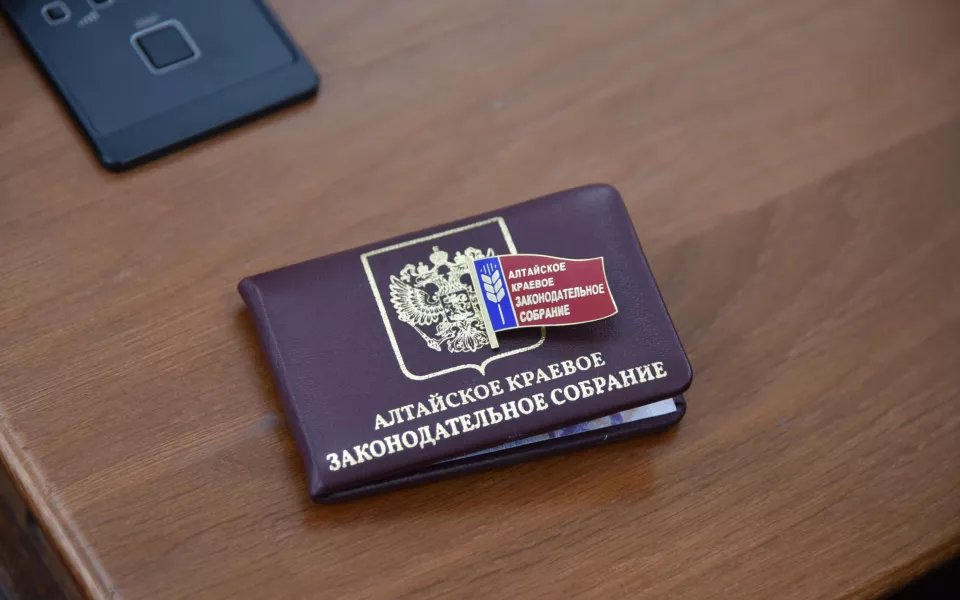 АЛТАЙСКОЕ
КРАЕВОЕ
ЗАКОНОДАТЕЛЬНОЕ
СОБРАНИЕ
АЛТАЙСКОЕ КРАЕВОЕ
ЗАКОНОДАТЕЛЬНОЕ СОБРАНИЕ